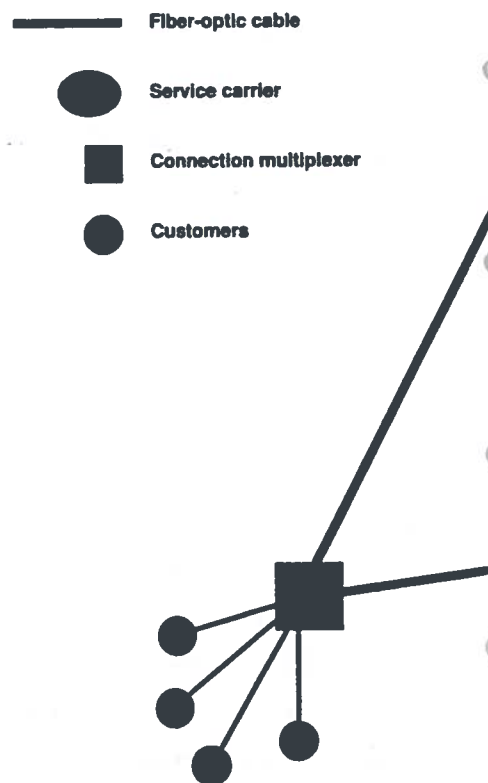 Fiber-optic cable
Service carrier
Connection multiplexer
Customers